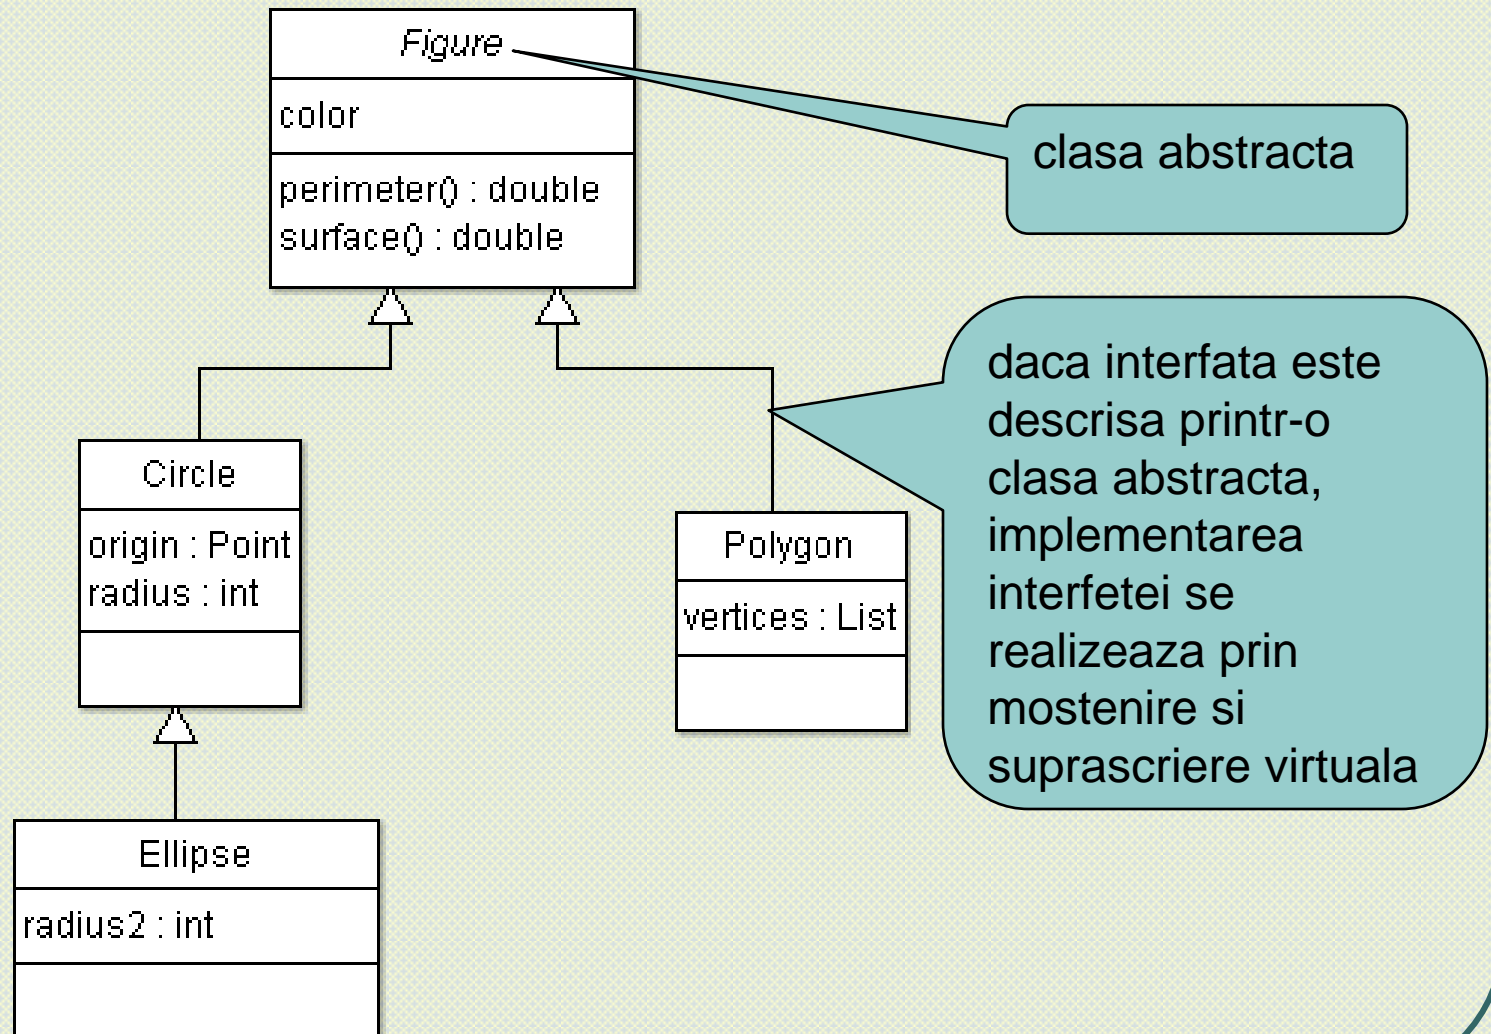 Figure
color
perimeter() : double
surface() : double
clasa abstracta
daca interfata este
descrisa printr-o
clasa abstracta,
implementarea
interfetei se
realizeaza prin
mostenire si
suprascriere virtuala
Circle
origin : Point
radius : int
Polygon
vertices : List
Ellipse
radius2 : int